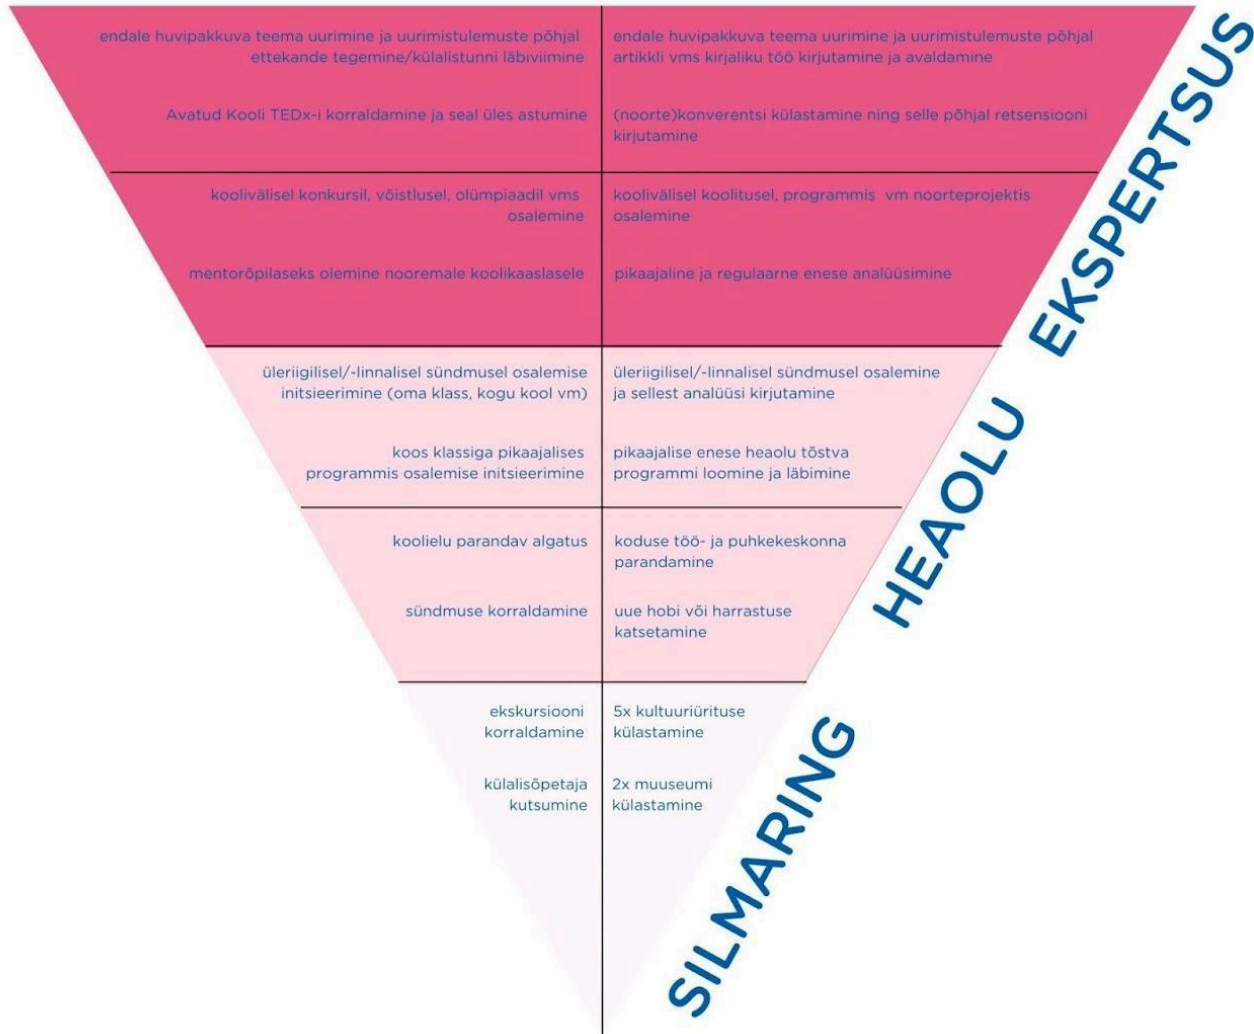 endale huvipakkuva teema uurimine ja uurimistulemuste põhjal
ettekande tegemine/külalistunni läbiviimine
endale huvipakkuva teema uurimine ja uurimistulemuste põhjal
artikkli vms kirjaliku töö kirjutamine ja avaldamine
Avatud Kooli TEDx-i korraldamine ja seal üles astumine
(noorte)konverentsi külastamine ning selle põhjal retsensiooni
kirjutamine
koolivälisel konkursil, võistlusel, olümpiaadil vms
osalemine
koolivälisel koolitusel, programmis vm noorteprojektis
osalemine
mentorõpilaseks olemine nooremale koolikaaslasele
pikaajaline ja regulaarne enese analüüsimine
EKSPERTSUS
üleriigilisel/-linnalisel sündmusel osalemise
initsieerimine (oma klass, kogu kool vm)
üleriigilisel/-linnalisel sündmusel osalemine
ja sellest analüüsi kirjutamine
koos klassiga pikaajalises
programmis osalemise initsieerimine
pikaajalise enese heaolu tõstva
programmi loomine ja läbimine
koolielu parandav algatus
koduse töö- ja puhkekeskonna
parandamine
sündmuse korraldamine
uue hobi või harrastuse
katsetamine
HEAOLU
ekskursiooni
korraldamine
5x kultuuriürituse
külastamine
külalisõpetaja
kutsumine
2x muuseumi
külastamine
SILMARING